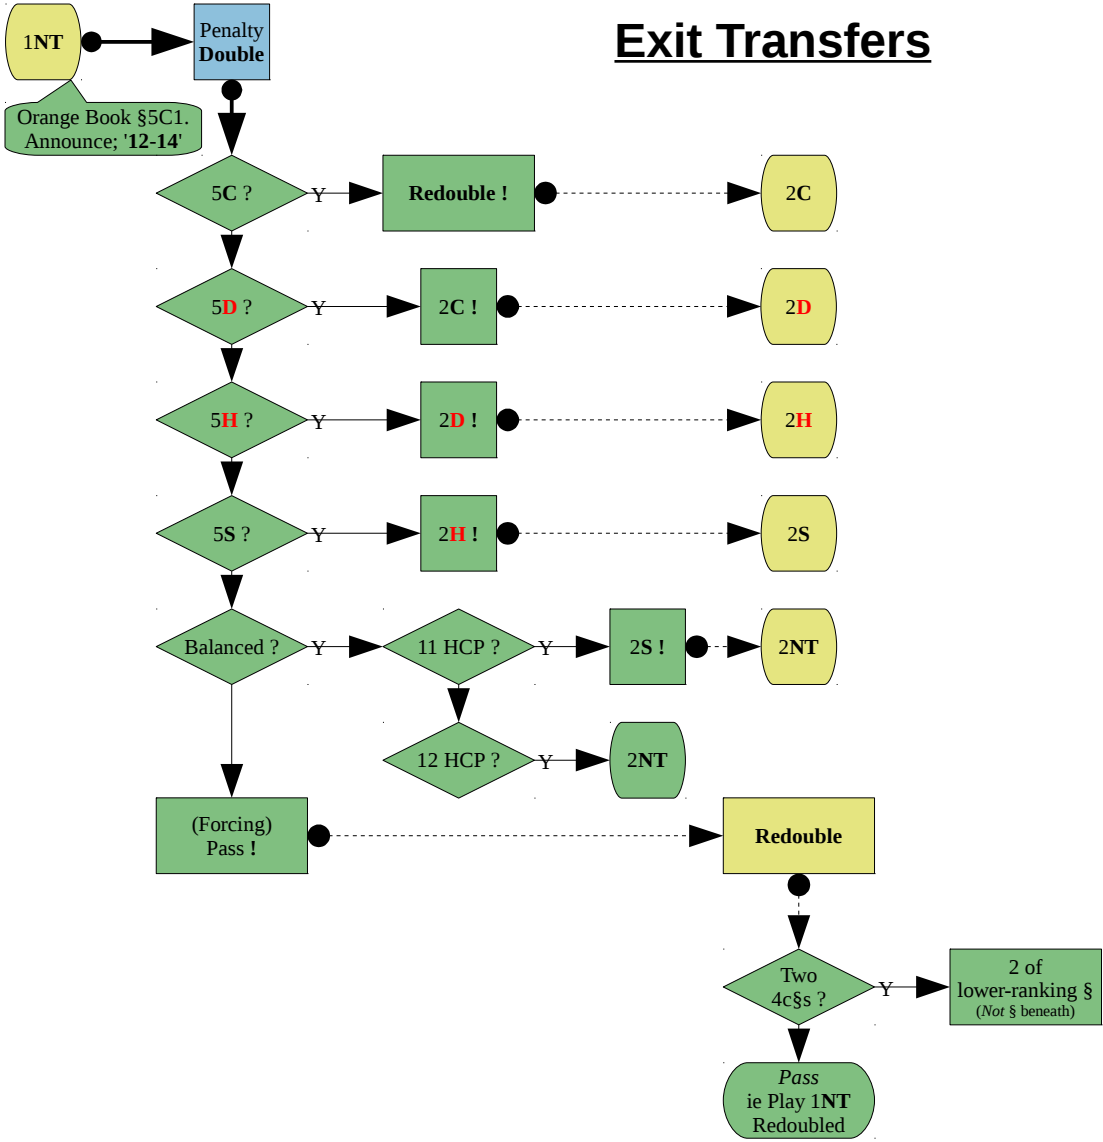 Exit Transfers
1NT
Penalty
Double
Orange Book §5C1.
Announce; '12-14'
5C ?
Y
Redouble !
2C
5D ?
Y
2C !
2D
5H ?
Y
2D !
2H
5S ?
Y
2H !
2S
Balanced ?
Y
11 HCP ?
Y
2S !
2NT
12 HCP ?
Y
2NT
(Forcing)
Pass !
Redouble
Two
4c§s ?
Y
2 of
lower-ranking §
(Not § beneath)
Pass
ie Play 1NT
Redoubled